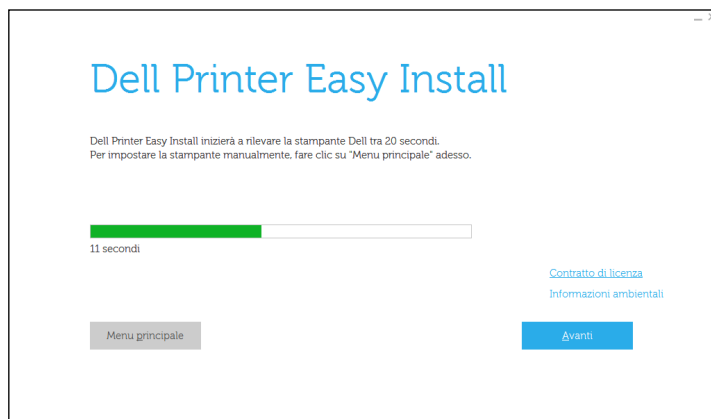 Dell Printer Easy Install
Dell Printer Easy Install inizierà a rilevare la stampante Dell tra 20 secondi.
Per impostare la stampante manualmente, fare clic su "Menu principale" adesso.
11 secondi
Contratto di licenza
Informazioni ambientali
Menu principale
Avanti